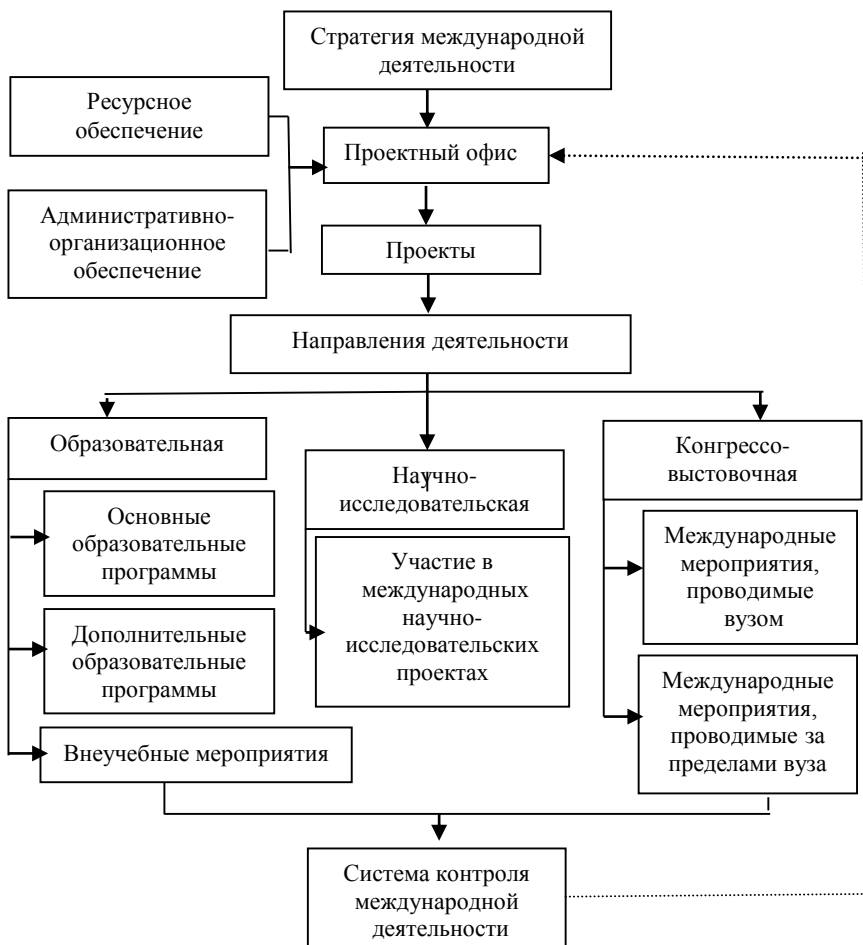 Стратегия международной
деятельности
Ресурсное
обеспечение
Проектный офис
Административно-
организационное
обеспечение
Проекты
Направления деятельности
Образовательная
Научно-
исследовательская
Конгрессо-
выстовочная
Основные
образовательные
программы
Дополнительные
образовательные
программы
Внеучебные мероприятия
Участие в
международных
научно-
исследовательских
проектах
Международные
мероприятия,
проводимые
вузом
Международные
мероприятия,
проводимые за
пределами вуза
Система контроля
международной
деятельности